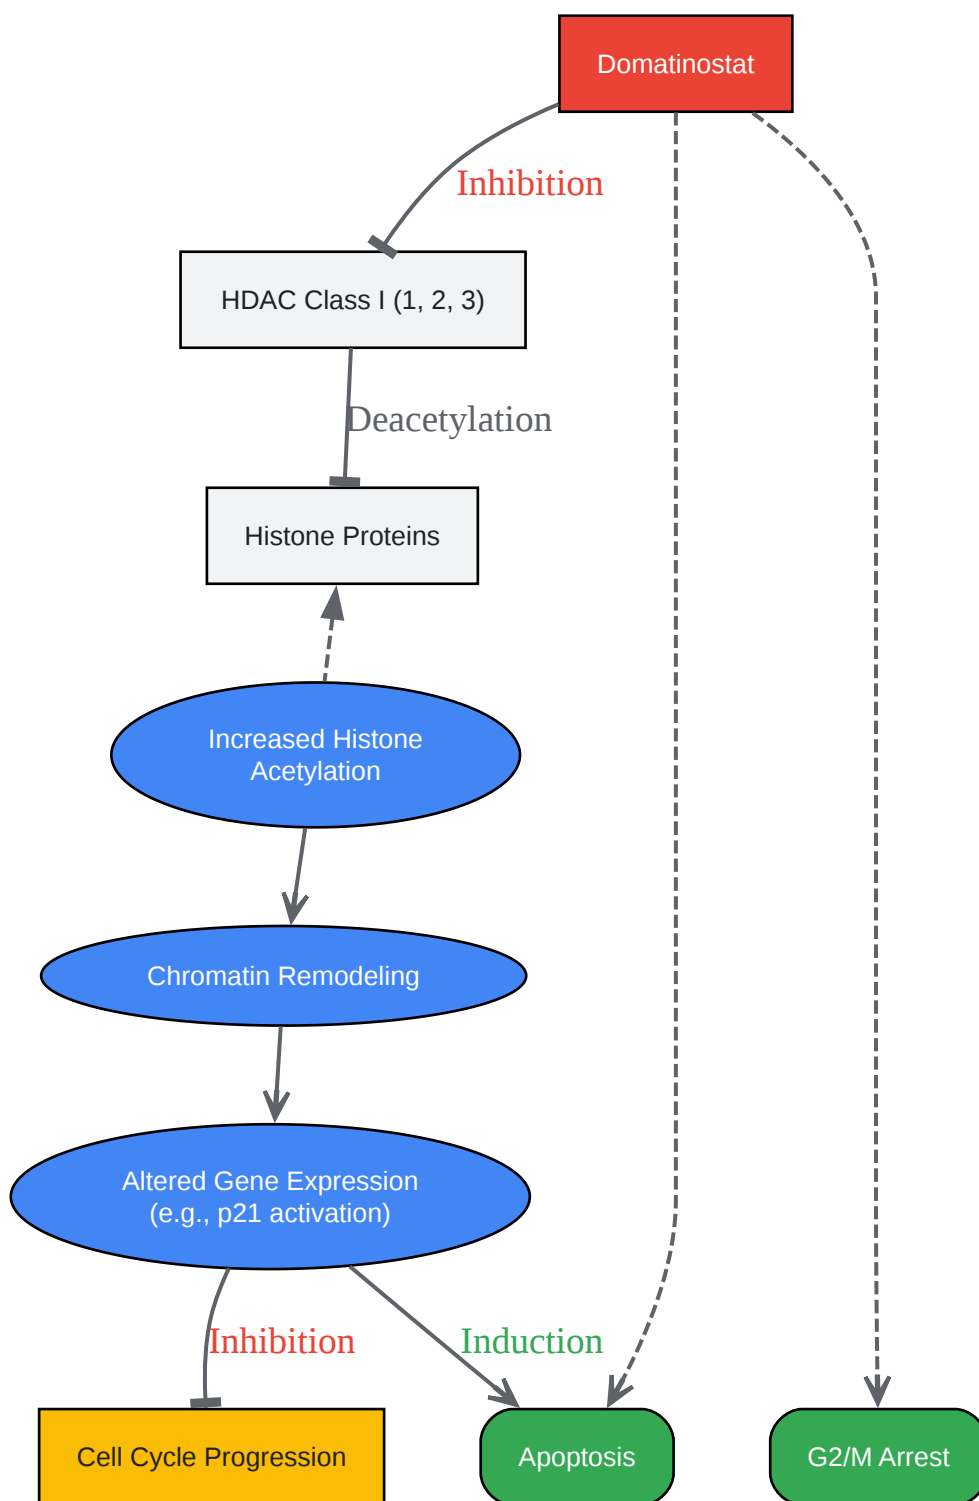 Domatinostat
Inhibition
HDAC Class I (1, 2, 3)
Deacetylation
Histone Proteins
Increased Histone
Acetylation
Chromatin Remodeling
Altered Gene Expression
(e.g., p21 activation)
Inhibition
Induction
Cell Cycle Progression
Apoptosis
G2/M Arrest